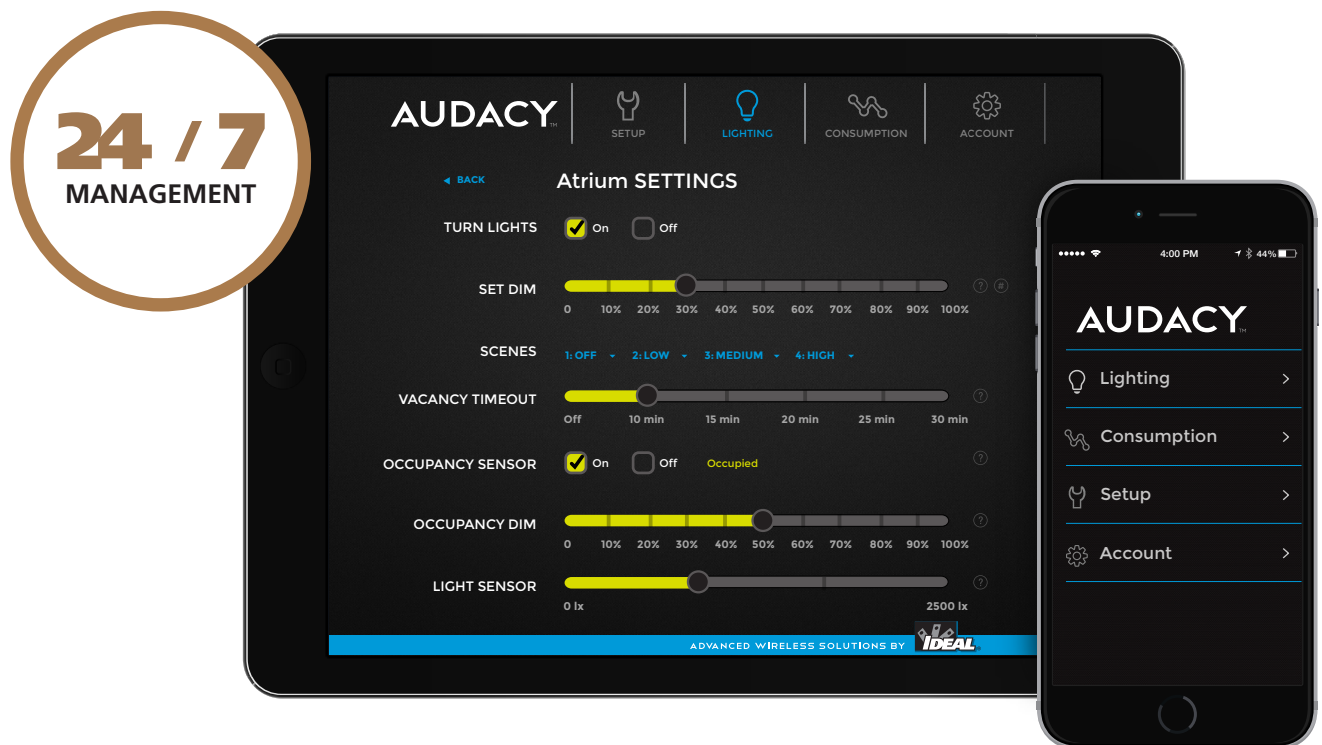 24 / 7
MANAGEMENT
AUDACY™
SETUP
LIGHTING
CONSUMPTION
ACCOUNT
◀ BACK
Atrium SETTINGS
TURN LIGHTS On Off
SET DIM ? #
0 10% 20% 30% 40% 50% 60% 70% 80% 90% 100%
SCENES 1: OFF 2: LOW 3: MEDIUM 4: HIGH
VACANCY TIMEOUT ?
Off 10 min 15 min 20 min 25 min 30 min
OCCUPANCY SENSOR On Off Occupied ?
OCCUPANCY DIM ?
0 10% 20% 30% 40% 50% 60% 70% 80% 90% 100%
LIGHT SENSOR ?
0 lx 2500 lx
ADVANCED WIRELESS SOLUTIONS BY IDEAL
4:00 PM 44%
AUDACY™
Lighting >
Consumption >
Setup >
Account >